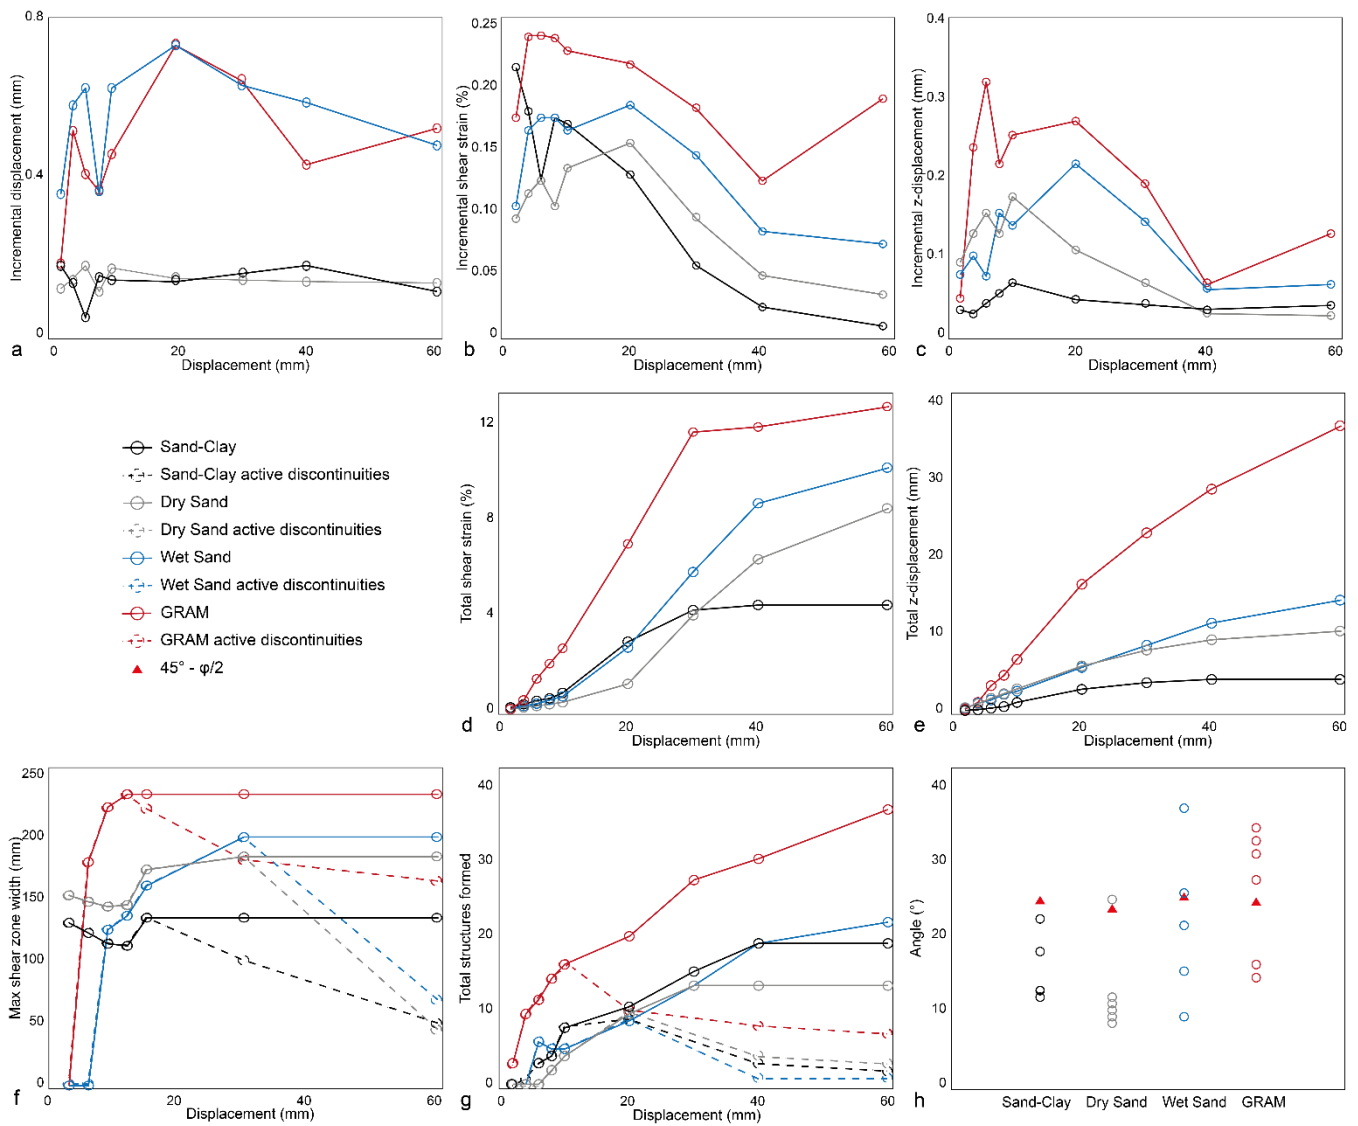 0.8
0.4
0
Incremental displacement (mm)
0 20 40 60
Displacement (mm)
a
0.25
0.20
0.15
0.10
0.05
0
Incremental shear strain (%)
0 20 40 60
Displacement (mm)
b
0.4
0.3
0.2
0.1
0
Incremental z-displacement (mm)
0 20 40 60
Displacement (mm)
c
Sand-Clay
Sand-Clay active discontinuities
Dry Sand
Dry Sand active discontinuities
Wet Sand
Wet Sand active discontinuities
GRAM
GRAM active discontinuities
45° - φ/2
12
8
4
0
Total shear strain (%)
0 20 40 60
Displacement (mm)
d
40
30
20
10
0
Total z-displacement (mm)
0 20 40 60
Displacement (mm)
e
250
200
150
100
50
0
Max shear zone width (mm)
0 20 40 60
Displacement (mm)
f
40
30
20
10
0
Total structures formed
0 20 40 60
Displacement (mm)
g
40
30
20
10
0
Angle (°)
Sand-Clay Dry Sand Wet Sand GRAM
h